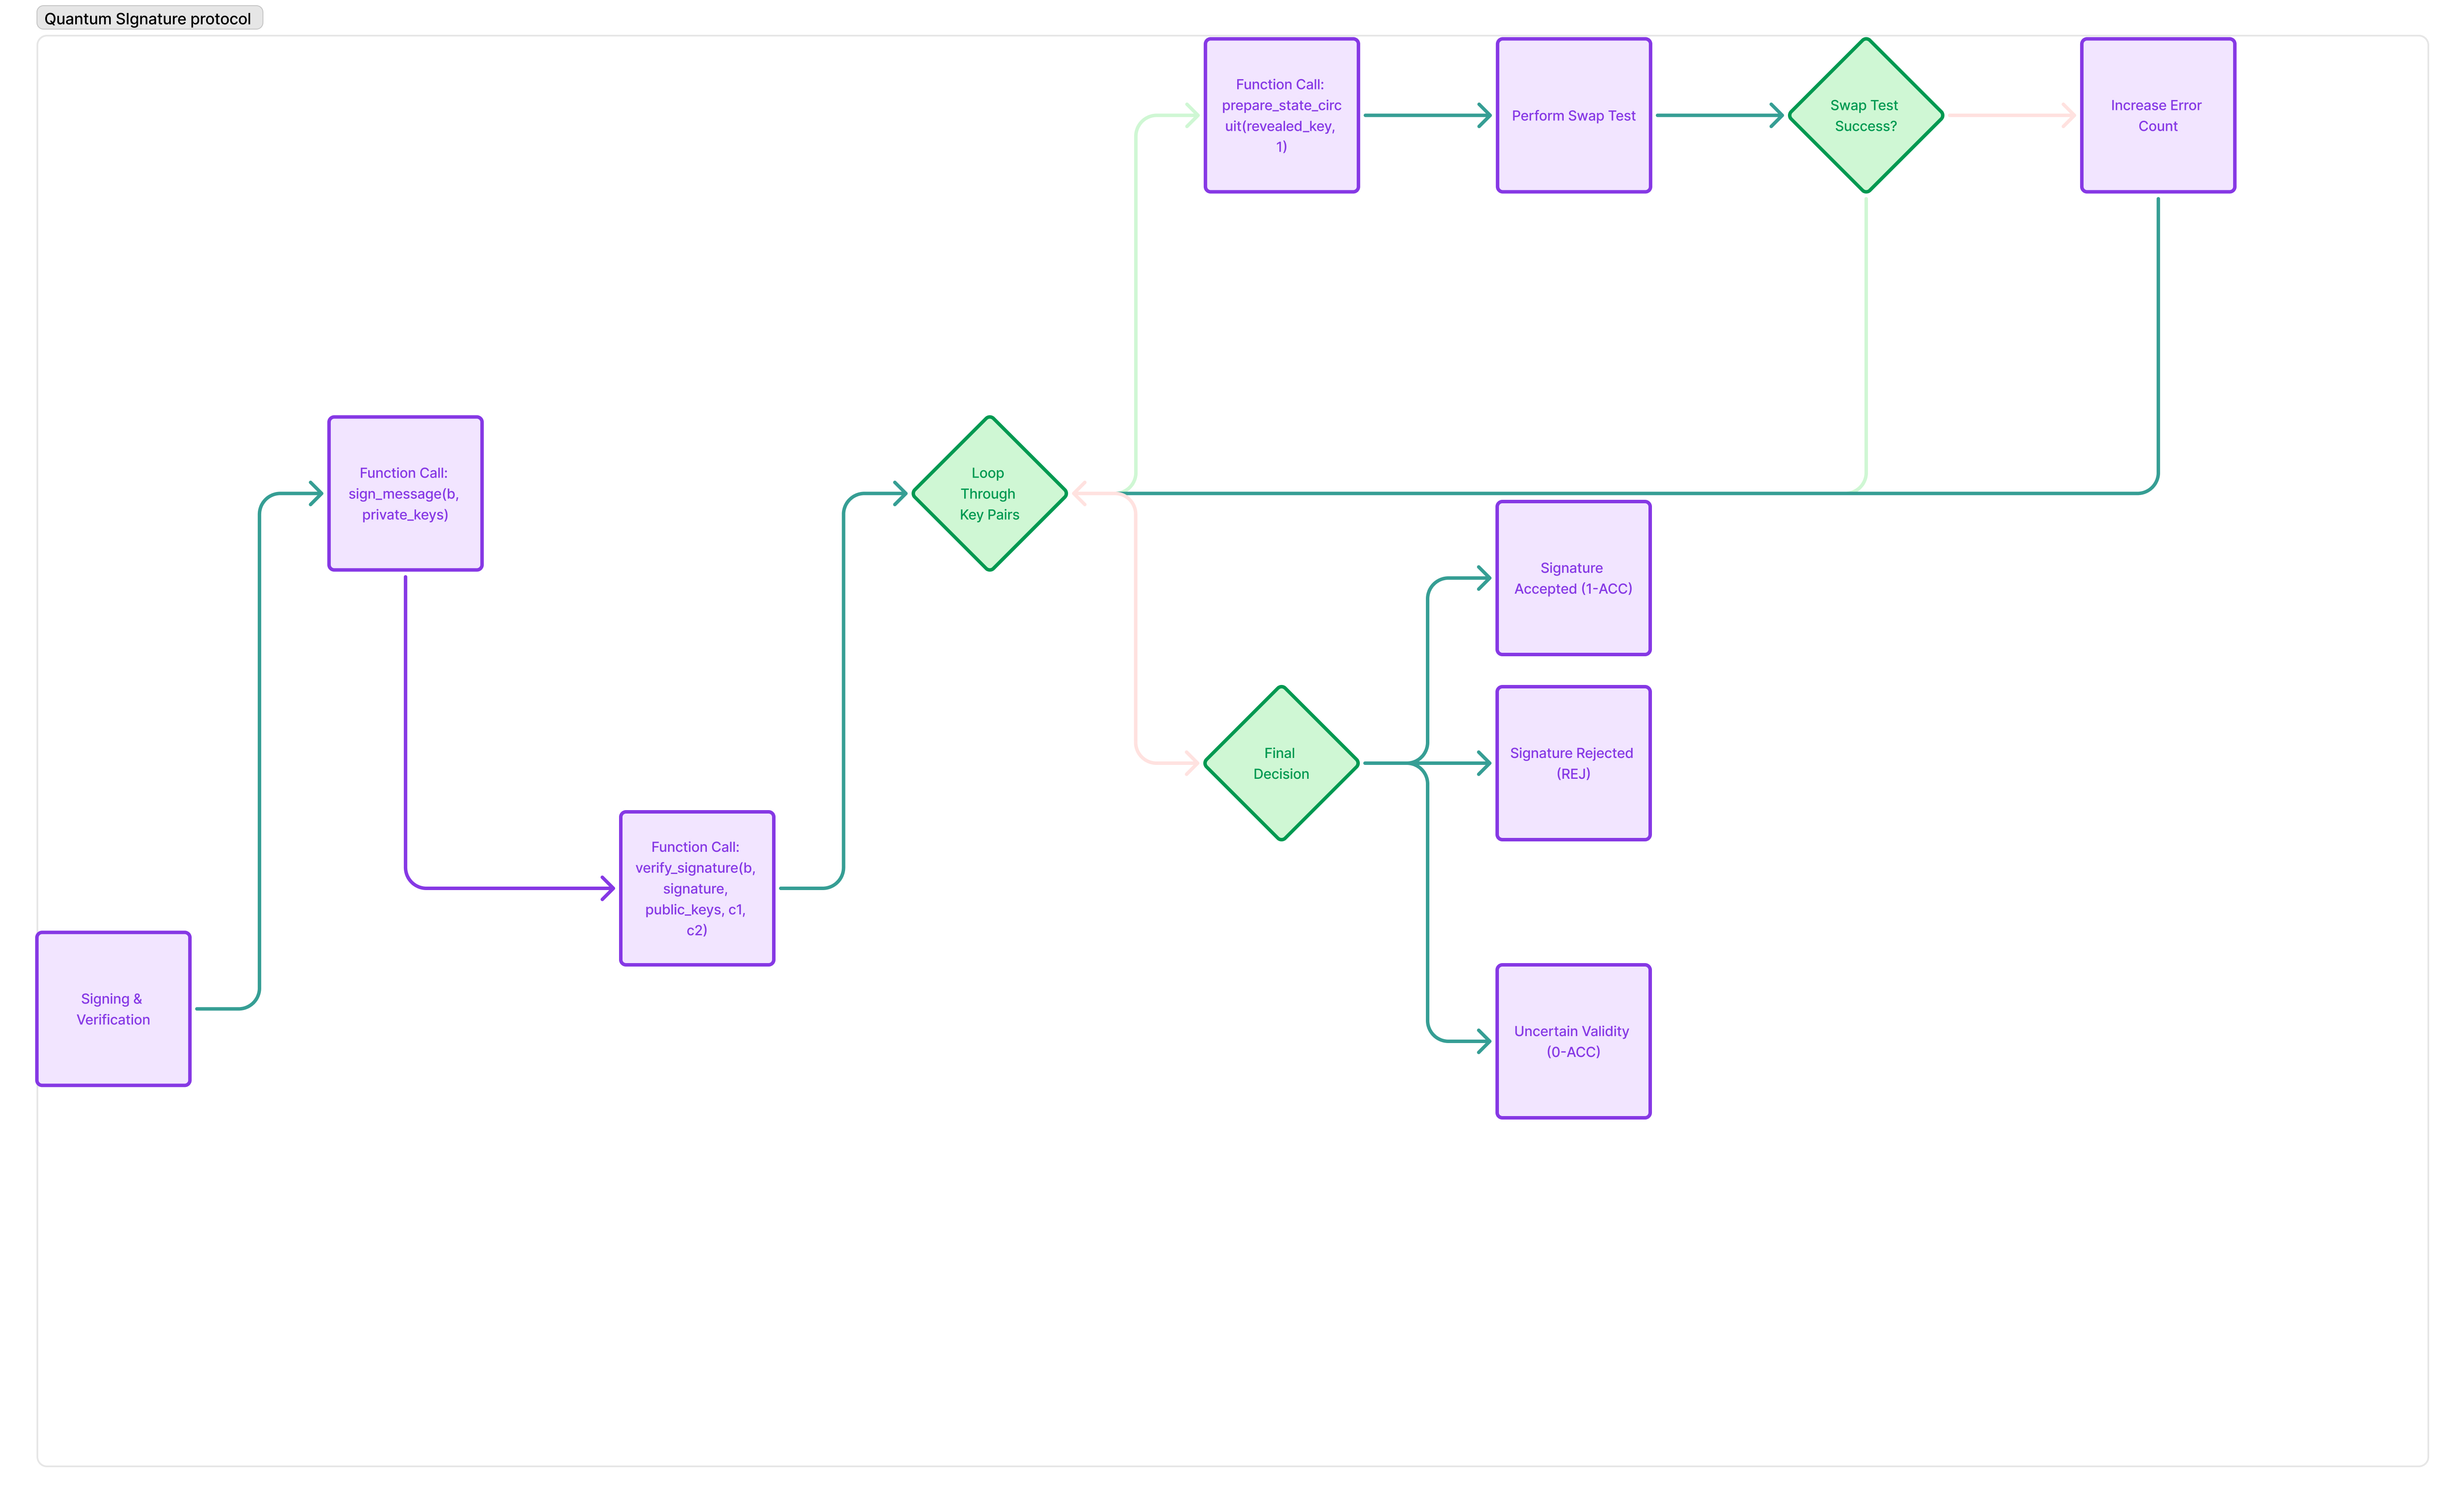 Quantum SIgnature protocol
Function Call:
prepare_state_circ
uit(revealed_key,
1)
Perform Swap Test
Swap Test
Success?
Increase Error
Count
Function Call:
sign_message(b,
private_keys)
Loop
Through
Key Pairs
Signature
Accepted (1-ACC)
Final
Decision
Signature Rejected
(REJ)
Function Call:
verify_signature(b,
signature,
public_keys, c1,
c2)
Signing &
Verification
Uncertain Validity
(0-ACC)